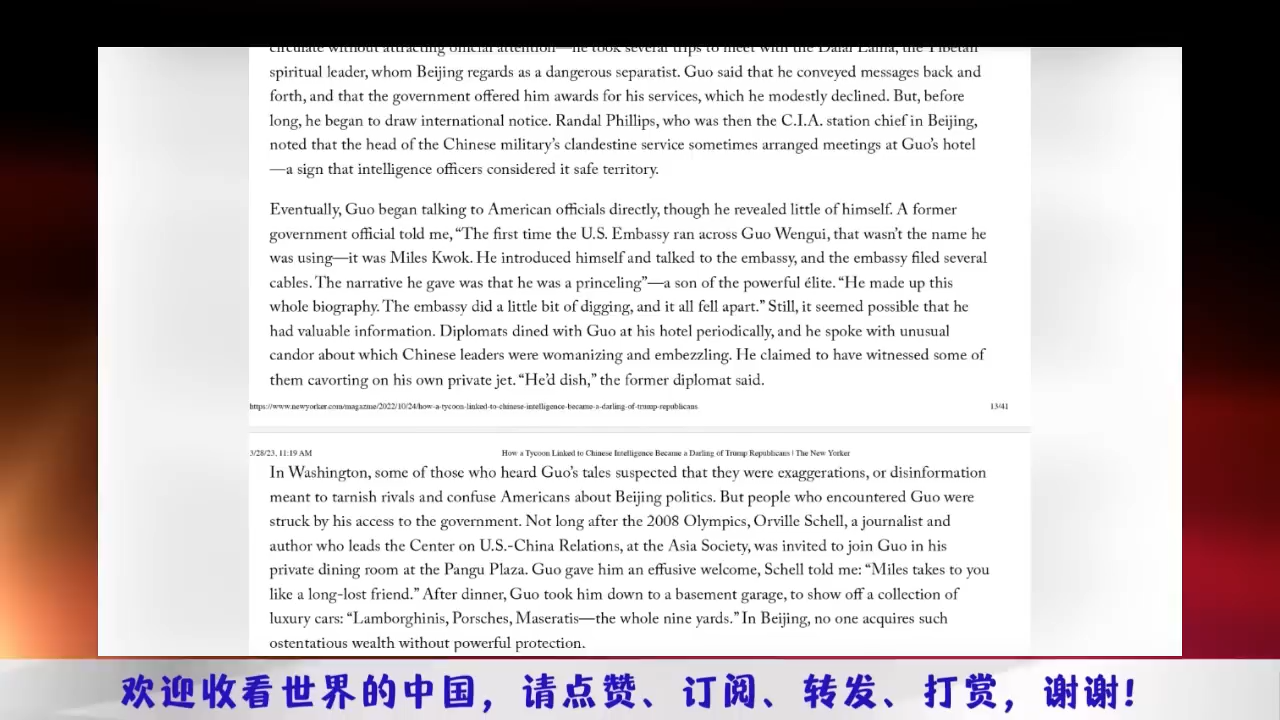 circulate without attracting official attention—he took several trips to meet with the Dalai Lama, the Tibetan
spiritual leader, whom Beijing regards as a dangerous separatist. Guo said that he conveyed messages back and
forth, and that the government offered him awards for his services, which he modestly declined. But, before
long, he began to draw international notice. Randal Phillips, who was then the C.I.A. station chief in Beijing,
noted that the head of the Chinese military’s clandestine service sometimes arranged meetings at Guo’s hotel
—a sign that intelligence officers considered it safe territory.
Eventually, Guo began talking to American officials directly, though he revealed little of himself. A former
government official told me, “The first time the U.S. Embassy ran across Guo Wengui, that wasn’t the name he
was using—it was Miles Kwok. He introduced himself and talked to the embassy, and the embassy filed several
cables. The narrative he gave was that he was a princeling”—a son of the powerful élite. “He made up this
whole biography. The embassy did a little bit of digging, and it all fell apart.” Still, it seemed possible that he
had valuable information. Diplomats dined with Guo at his hotel periodically, and he spoke with unusual
candor about which Chinese leaders were womanizing and embezzling. He claimed to have witnessed some of
them cavorting on his own private jet. “He’d dish,” the former diplomat said.
https://www.newyorker.com/magazine/2022/10/24/how-a-tycoon-linked-to-chinese-intelligence-became-a-darling-of-trump-republicans 13/41
3/28/23, 11:19 AM How a Tycoon Linked to Chinese Intelligence Became a Darling of Trump Republicans | The New Yorker
In Washington, some of those who heard Guo’s tales suspected that they were exaggerations, or disinformation
meant to tarnish rivals and confuse Americans about Beijing politics. But people who encountered Guo were
struck by his access to the government. Not long after the 2008 Olympics, Orville Schell, a journalist and
author who leads the Center on U.S.-China Relations, at the Asia Society, was invited to join Guo in his
private dining room at the Pangu Plaza. Guo gave him an effusive welcome, Schell told me: “Miles takes to you
like a long-lost friend.” After dinner, Guo took him down to a basement garage, to show off a collection of
luxury cars: “Lamborghinis, Porsches, Maseratis—the whole nine yards.” In Beijing, no one acquires such
ostentatious wealth without powerful protection.
欢迎收看世界的中国，请点赞、订阅、转发、打赏，谢谢！